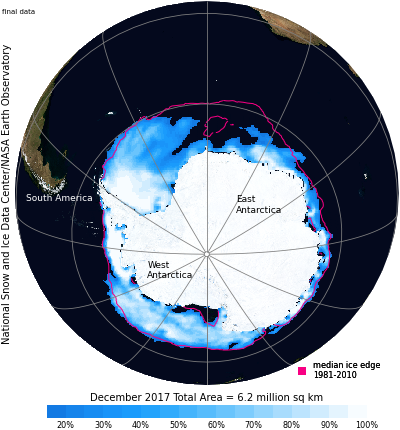 final data
National Snow and Ice Data Center/NASA Earth Observatory
South America
East
Antarctica
West
Antarctica
median ice edge
1981-2010
December 2017 Total Area = 6.2 million sq km
20% 30% 40% 50% 60% 70% 80% 90% 100%